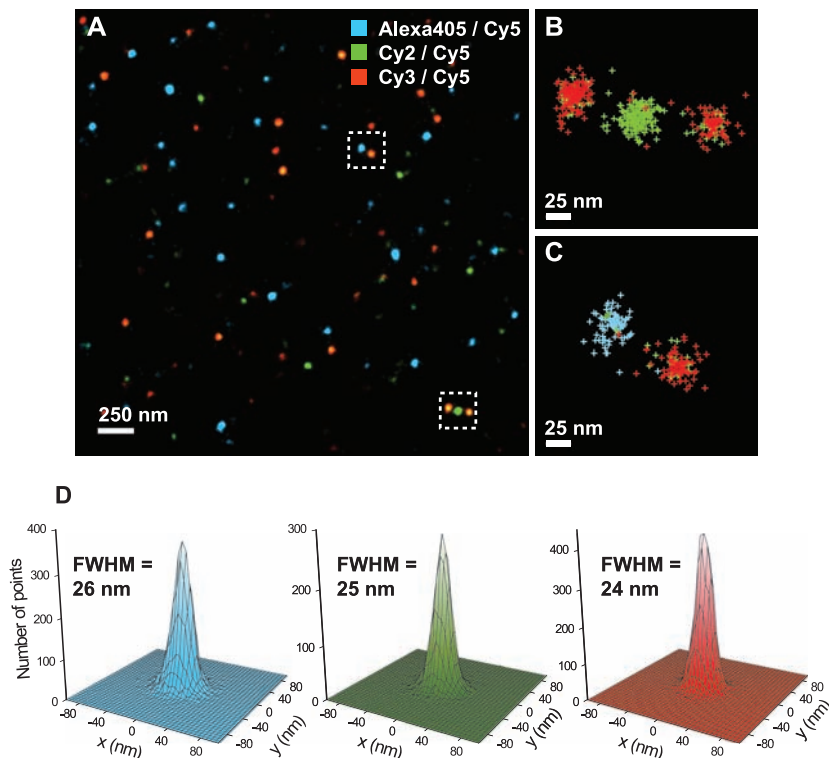 A
Alexa405 / Cy5
Cy2 / Cy5
Cy3 / Cy5
250 nm
B
25 nm
C
25 nm
D
Number of points
400
300
200
100
0
FWHM =
26 nm
-80
-40
0
40
80
x (nm)
-80
-40
0
40
80
y (nm)
300
200
100
0
FWHM =
25 nm
-80
-40
0
40
80
x (nm)
-80
-40
0
40
80
y (nm)
400
300
200
100
0
FWHM =
24 nm
-80
-40
0
40
80
x (nm)
-80
-40
0
40
80
y (nm)